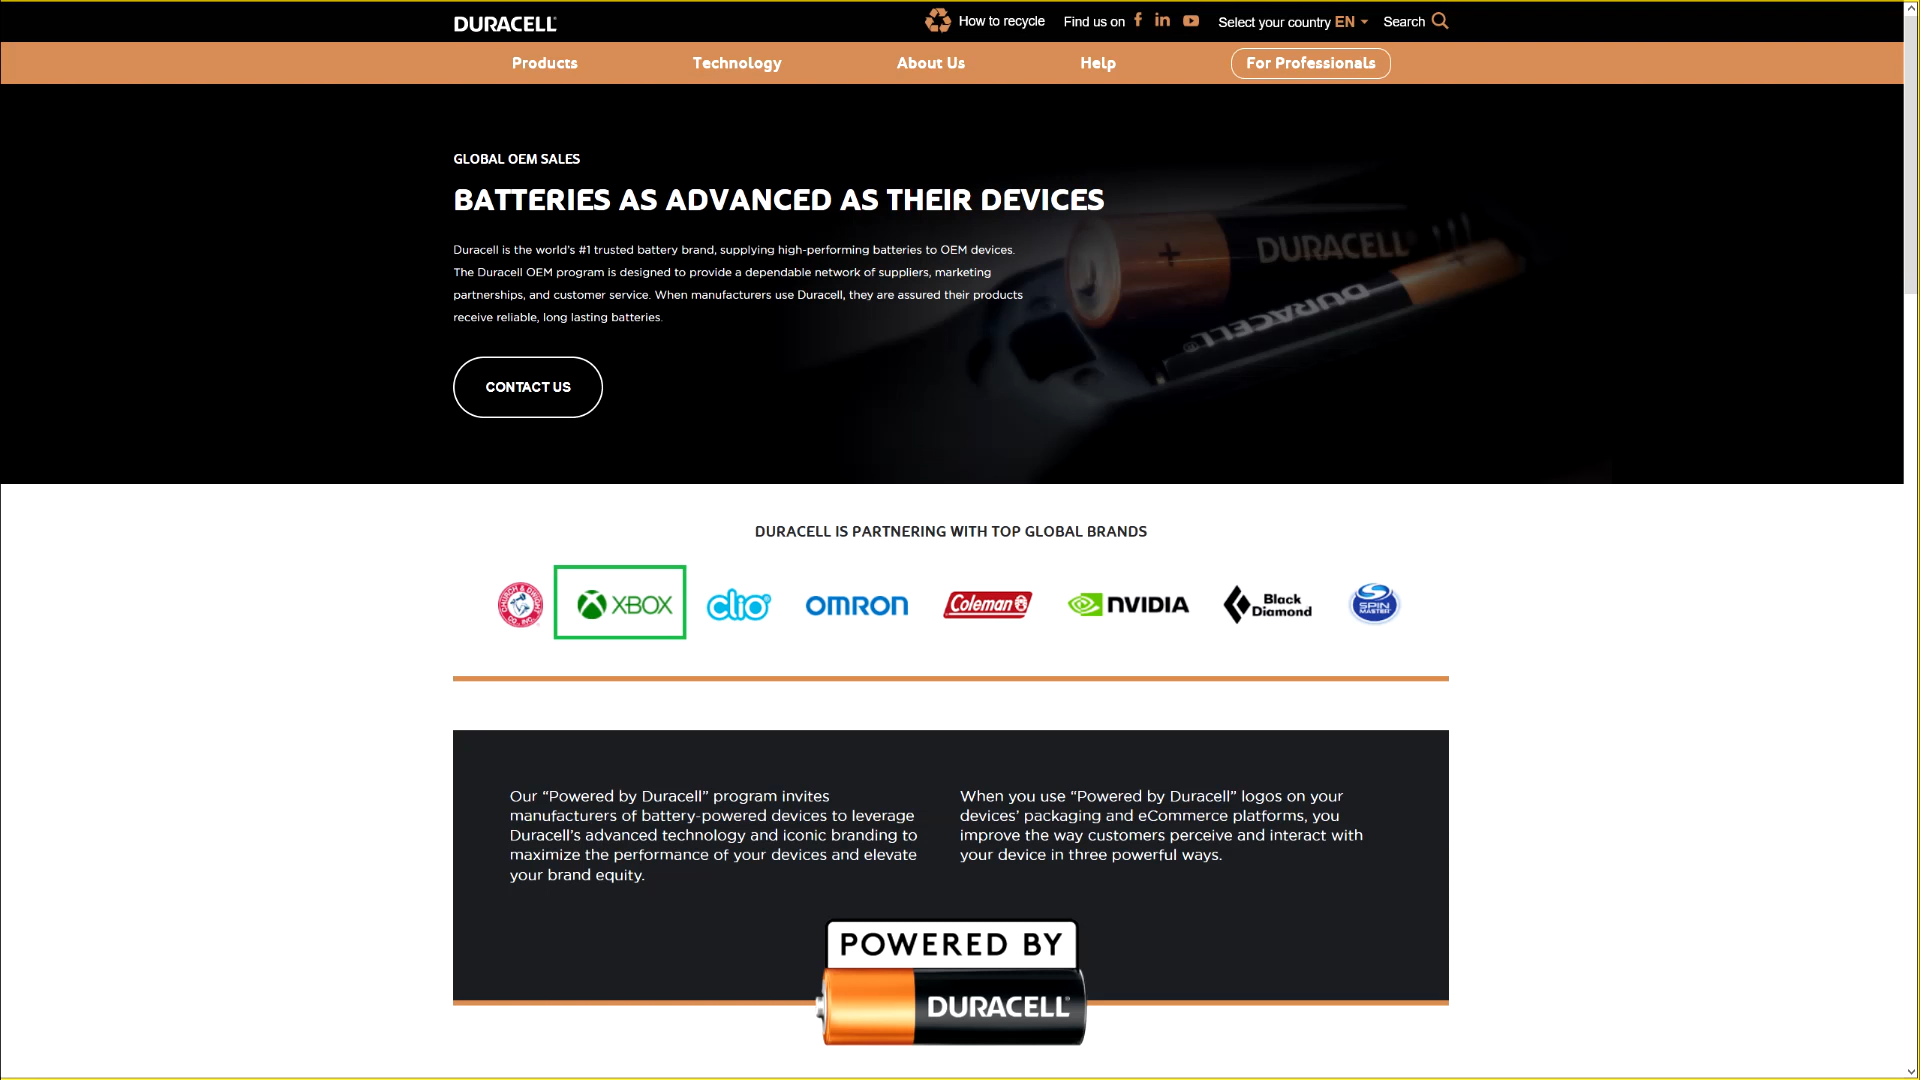 DURACELL
How to recycle
Find us on
Select your country EN
Search
Products
Technology
About Us
Help
For Professionals
GLOBAL OEM SALES
BATTERIES AS ADVANCED AS THEIR DEVICES
Duracell is the world's #1 trusted battery brand, supplying high-performing batteries to OEM devices.
The Duracell OEM program is designed to provide a dependable network of suppliers, marketing
partnerships, and customer service. When manufacturers use Duracell, they are assured their products
receive reliable, long lasting batteries.
CONTACT US
DURACELL
DURACELL
DURACELL IS PARTNERING WITH TOP GLOBAL BRANDS
CHURCH & DWIGHT CO., INC.
XBOX
clio
OMRON
Coleman
NVIDIA
Black
Diamond
SPIN
MASTER
Our “Powered by Duracell” program invites
manufacturers of battery-powered devices to leverage
Duracell's advanced technology and iconic branding to
maximize the performance of your devices and elevate
your brand equity.
When you use “Powered by Duracell” logos on your
devices' packaging and eCommerce platforms, you
improve the way customers perceive and interact with
your device in three powerful ways.
POWERED BY
DURACELL